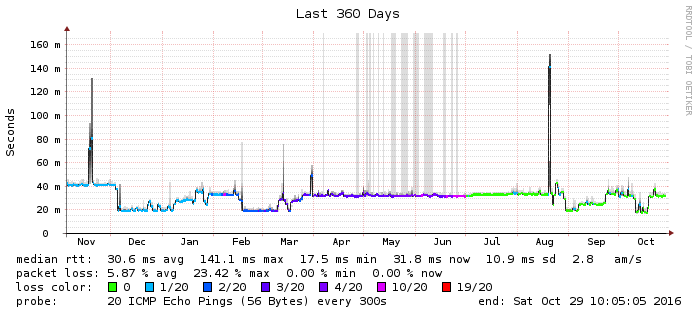 Last 360 Days
RRDTOOL / TOBI OETIKER
Seconds
160 m
140 m
120 m
100 m
80 m
60 m
40 m
20 m
0
Nov Dec Jan Feb Mar Apr May Jun Jul Aug Sep Oct
median rtt: 30.6 ms avg 141.1 ms max 17.5 ms min 31.8 ms now 10.9 ms sd 2.8 am/s
packet loss: 5.87 % avg 23.42 % max 0.00 % min 0.00 % now
loss color: 0 1/20 2/20 3/20 4/20 10/20 19/20
probe: 20 ICMP Echo Pings (56 Bytes) every 300s end: Sat Oct 29 10:05:05 2016